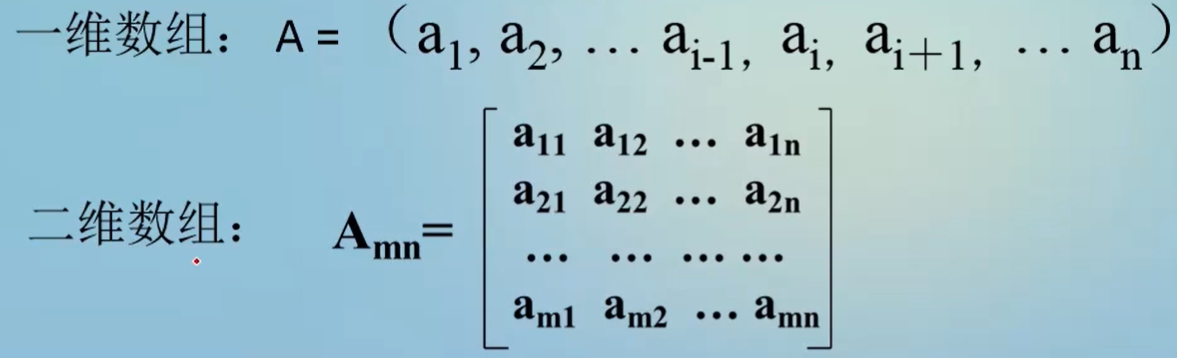 一维数组： A = （a1, a2, … ai-1, ai, ai+1, … an）
a11 a12 … a1n
a21 a22 … a2n
二维数组： Amn=
… … … …
am1 am2 … amn